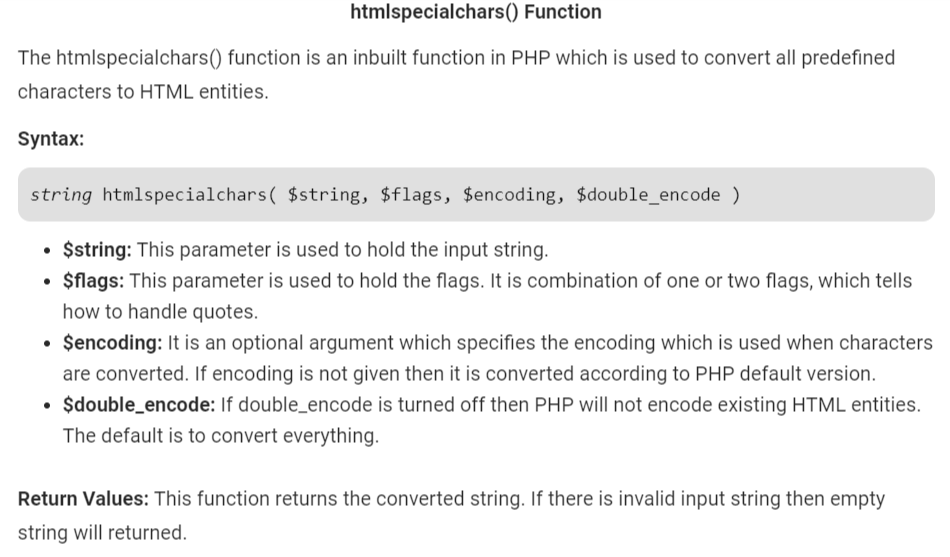 htmlspecialchars() Function
The htmlspecialchars() function is an inbuilt function in PHP which is used to convert all predefined
characters to HTML entities.
Syntax:
string htmlspecialchars( $string, $flags, $encoding, $double_encode )
• $string: This parameter is used to hold the input string.
• $flags: This parameter is used to hold the flags. It is combination of one or two flags, which tells
how to handle quotes.
• $encoding: It is an optional argument which specifies the encoding which is used when characters
are converted. If encoding is not given then it is converted according to PHP default version.
• $double_encode: If double_encode is turned off then PHP will not encode existing HTML entities.
The default is to convert everything.
Return Values: This function returns the converted string. If there is invalid input string then empty
string will returned.